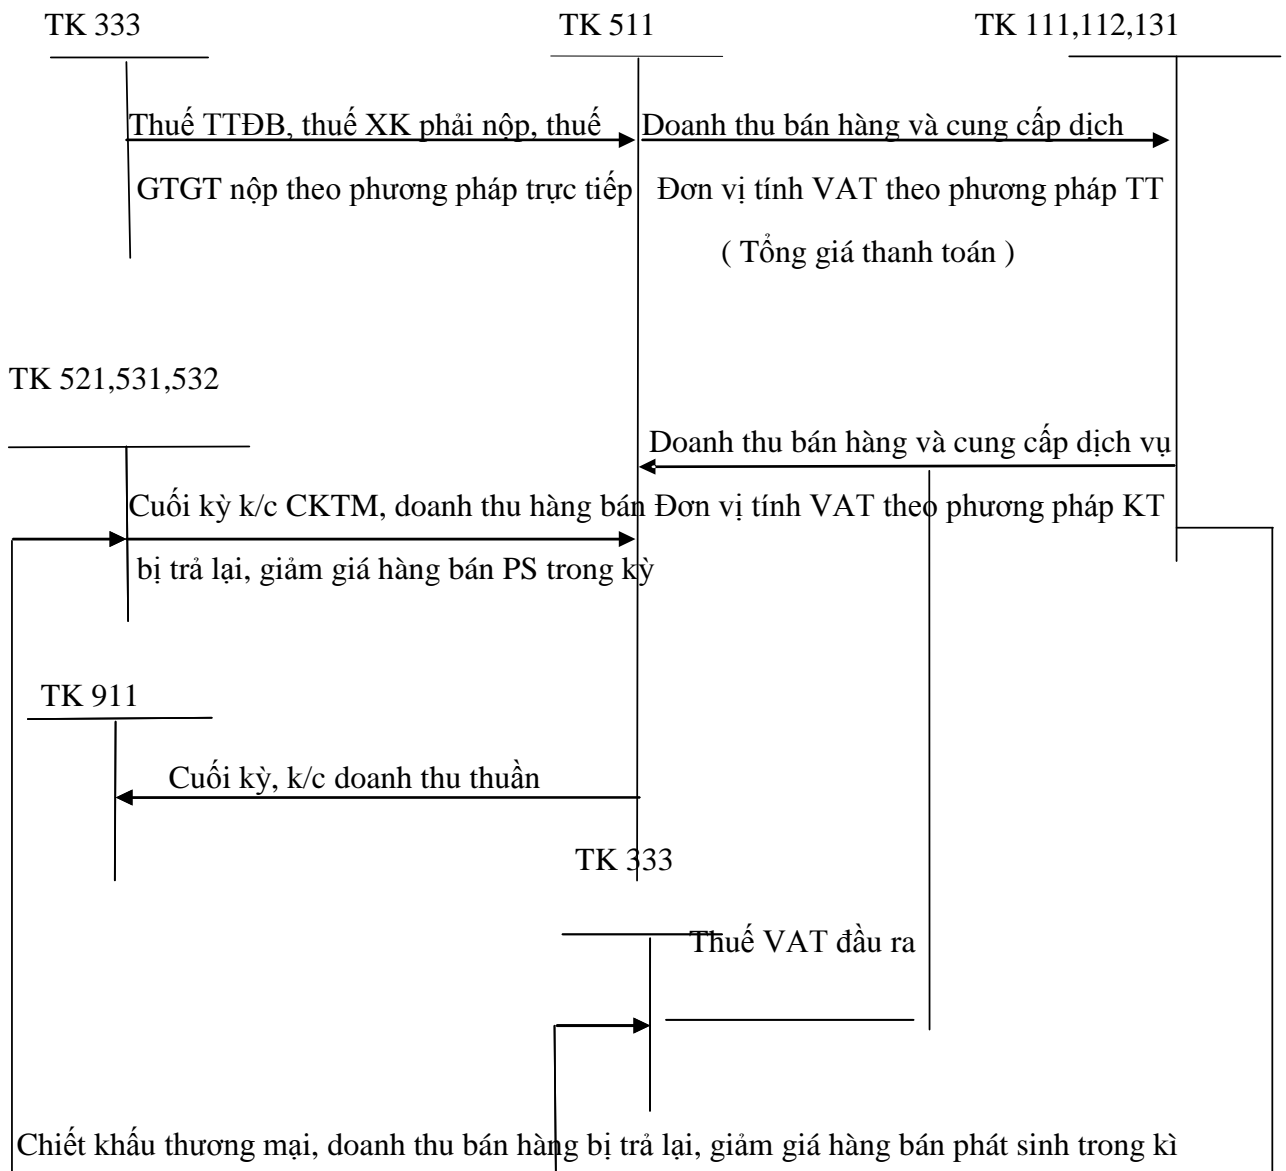 TK 333
TK 511
TK 111,112,131
Thuế TTĐB, thuế XK phải nộp, thuế
GTGT nộp theo phương pháp trực tiếp
Doanh thu bán hàng và cung cấp dịch
Đơn vị tính VAT theo phương pháp TT
( Tổng giá thanh toán )
TK 521,531,532
Doanh thu bán hàng và cung cấp dịch vụ
Đơn vị tính VAT theo phương pháp KT
Cuối kỳ k/c CKTM, doanh thu hàng bán
bị trả lại, giảm giá hàng bán PS trong kỳ
TK 911
Cuối kỳ, k/c doanh thu thuần
TK 333
Thuế VAT đầu ra
Chiết khấu thương mại, doanh thu bán hàng bị trả lại, giảm giá hàng bán phát sinh trong kì